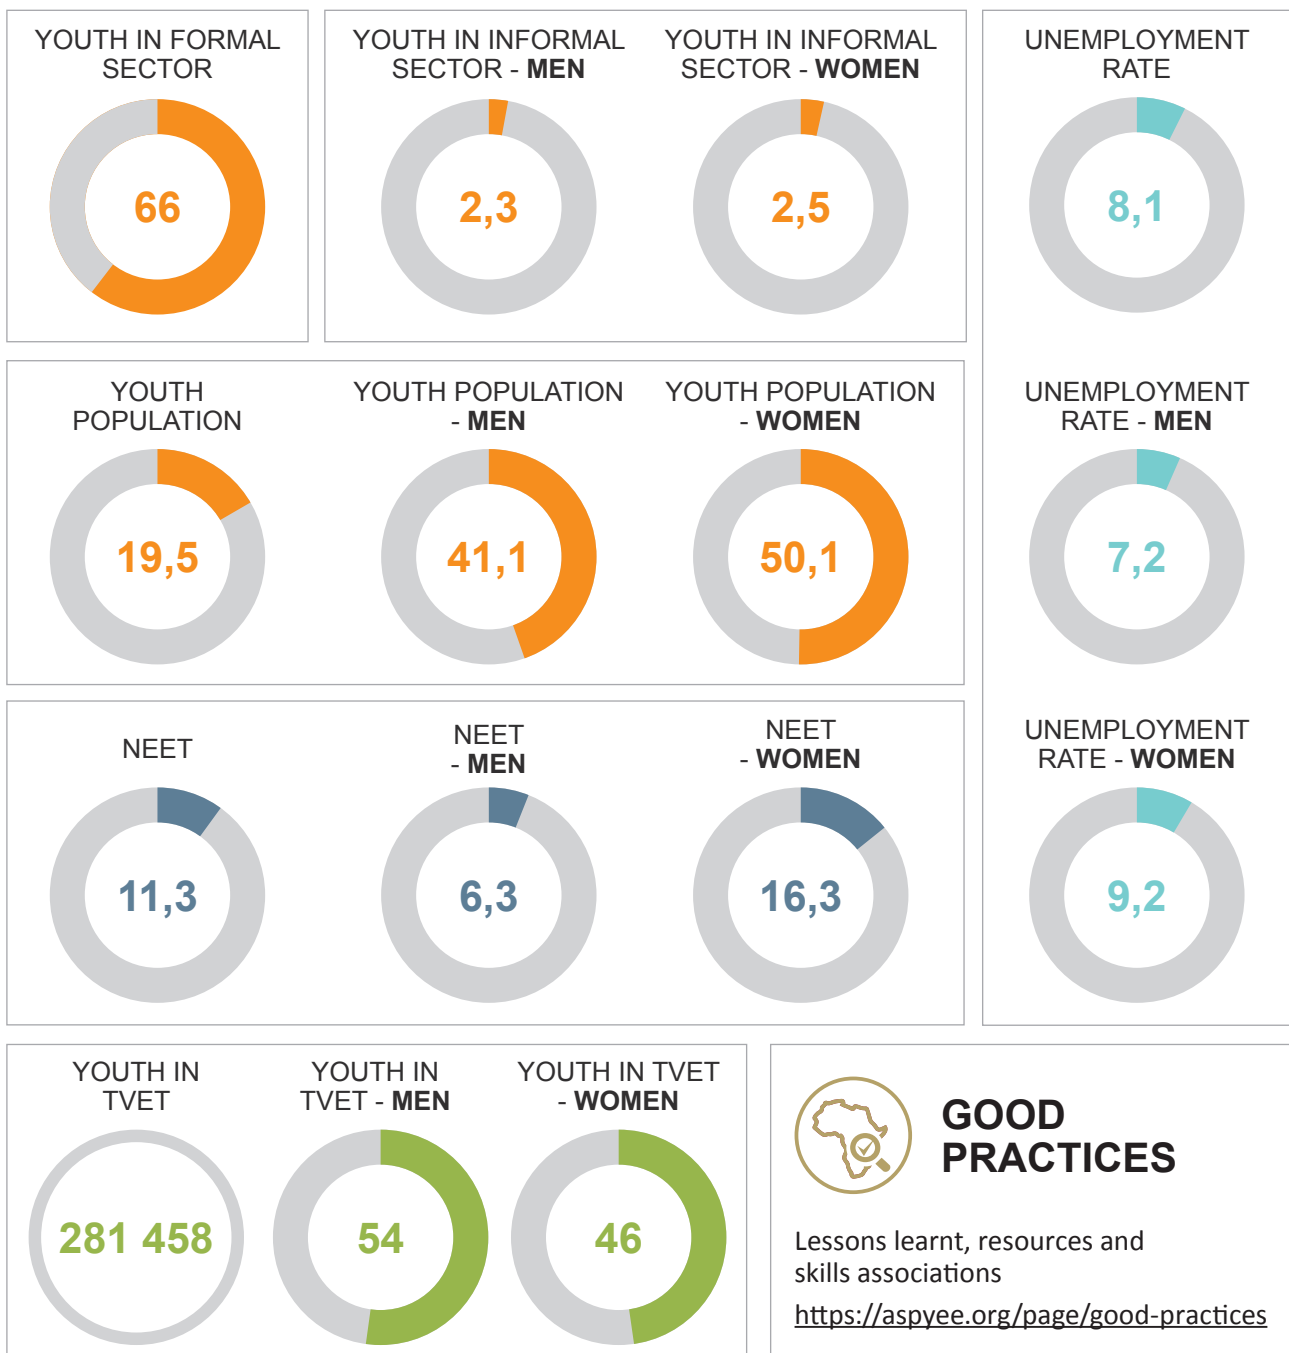 YOUTH IN FORMAL
SECTOR
66
YOUTH IN INFORMAL
SECTOR - MEN
2,3
YOUTH IN INFORMAL
SECTOR - WOMEN
2,5
UNEMPLOYMENT
RATE
8,1
YOUTH
POPULATION
19,5
YOUTH POPULATION
- MEN
41,1
YOUTH POPULATION
- WOMEN
50,1
UNEMPLOYMENT
RATE - MEN
7,2
NEET
11,3
NEET
- MEN
6,3
NEET
- WOMEN
16,3
UNEMPLOYMENT
RATE - WOMEN
9,2
YOUTH IN
TVET
281 458
YOUTH IN
TVET - MEN
54
YOUTH IN TVET
- WOMEN
46
GOOD
PRACTICES
Lessons learnt, resources and
skills associations
https://aspyee.org/page/good-practices